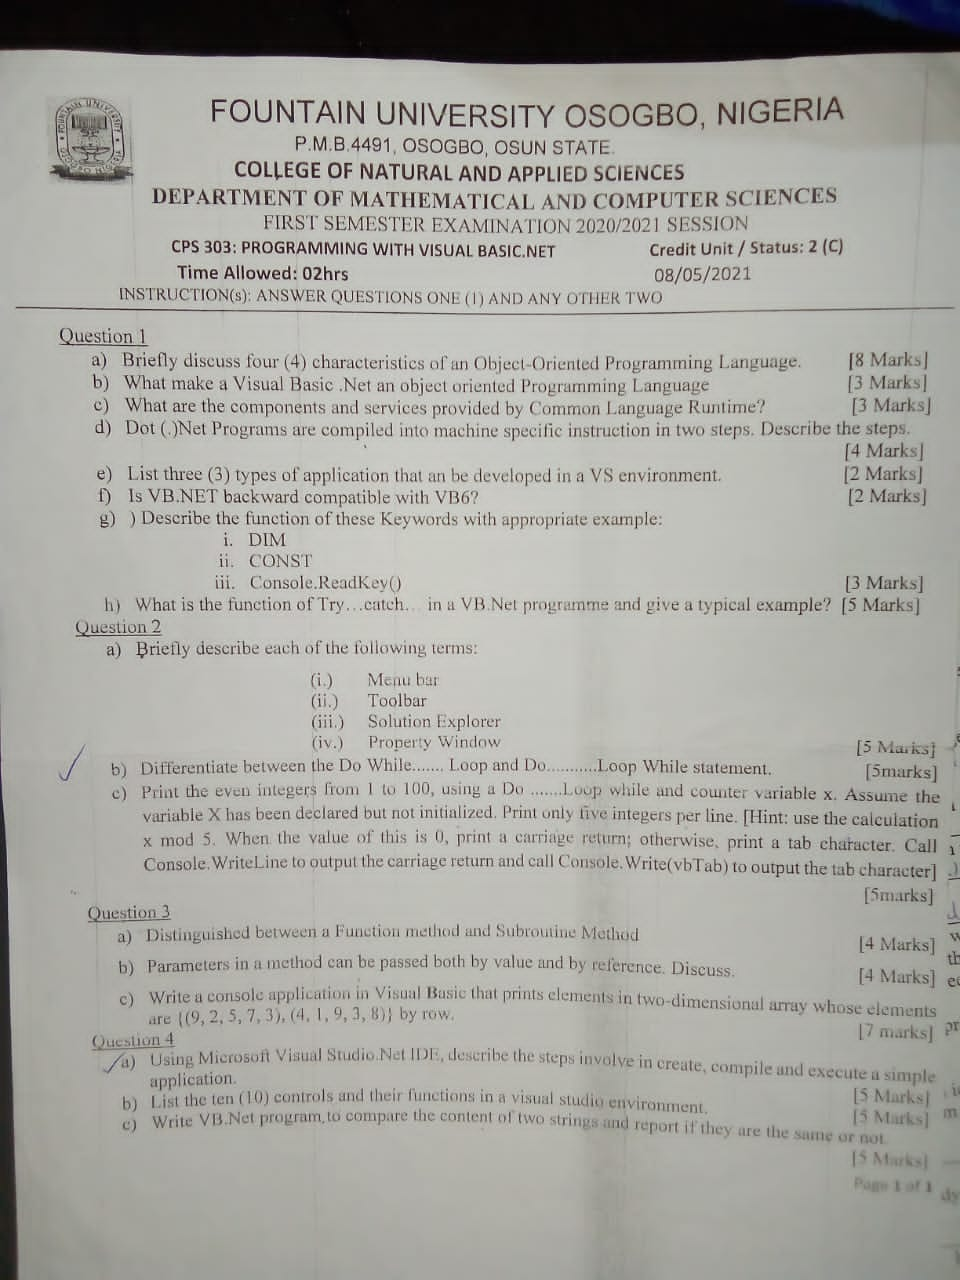 FOUNTAIN UNIVERSITY OSOGBO, NIGERIA
P.M.B.4491, OSOGBO, OSUN STATE.
COLLEGE OF NATURAL AND APPLIED SCIENCES
DEPARTMENT OF MATHEMATICAL AND COMPUTER SCIENCES
FIRST SEMESTER EXAMINATION 2020/2021 SESSION
CPS 303: PROGRAMMING WITH VISUAL BASIC.NET Credit Unit / Status: 2 (C)
Time Allowed: 02hrs 08/05/2021
INSTRUCTION(s): ANSWER QUESTIONS ONE (1) AND ANY OTHER TWO
Question 1
a) Briefly discuss four (4) characteristics of an Object-Oriented Programming Language. [8 Marks]
b) What make a Visual Basic .Net an object oriented Programming Language [3 Marks]
c) What are the components and services provided by Common Language Runtime? [3 Marks]
d) Dot (.)Net Programs are compiled into machine specific instruction in two steps. Describe the steps.
[4 Marks]
e) List three (3) types of application that an be developed in a VS environment. [2 Marks]
f) Is VB.NET backward compatible with VB6? [2 Marks]
g) ) Describe the function of these Keywords with appropriate example:
i. DIM
ii. CONST
iii. Console.ReadKey() [3 Marks]
h) What is the function of Try…catch… in a VB.Net programme and give a typical example? [5 Marks]
Question 2
a) Briefly describe each of the following terms:
(i.) Menu bar
(ii.) Toolbar
(iii.) Solution Explorer
(iv.) Property Window
[5 Marks]
b) Differentiate between the Do While....... Loop and Do...........Loop While statement. [5marks]
c) Print the even integers from 1 to 100, using a Do .......Loop while and counter variable x. Assume the
variable X has been declared but not initialized. Print only five integers per line. [Hint: use the calculation
x mod 5. When the value of this is 0, print a carriage return; otherwise, print a tab character. Call
Console.WriteLine to output the carriage return and call Console.Write(vbTab) to output the tab character]
[5marks]
Question 3
a) Distinguished between a Function method and Subroutine Method [4 Marks]
b) Parameters in a method can be passed both by value and by reference. Discuss. [4 Marks]
c) Write a console application in Visual Basic that prints elements in two-dimensional array whose elements
are {(9, 2, 5, 7, 3), (4, 1, 9, 3, 8)} by row. [7 marks]
Question 4
a) Using Microsoft Visual Studio.Net IDE, describe the steps involve in create, compile and execute a simple
application. [5 Marks]
b) List the ten (10) controls and their functions in a visual studio environment. [5 Marks]
c) Write VB.Net program, to compare the content of two strings and report if they are the same or not
[5 Marks]
Page 1 of 1